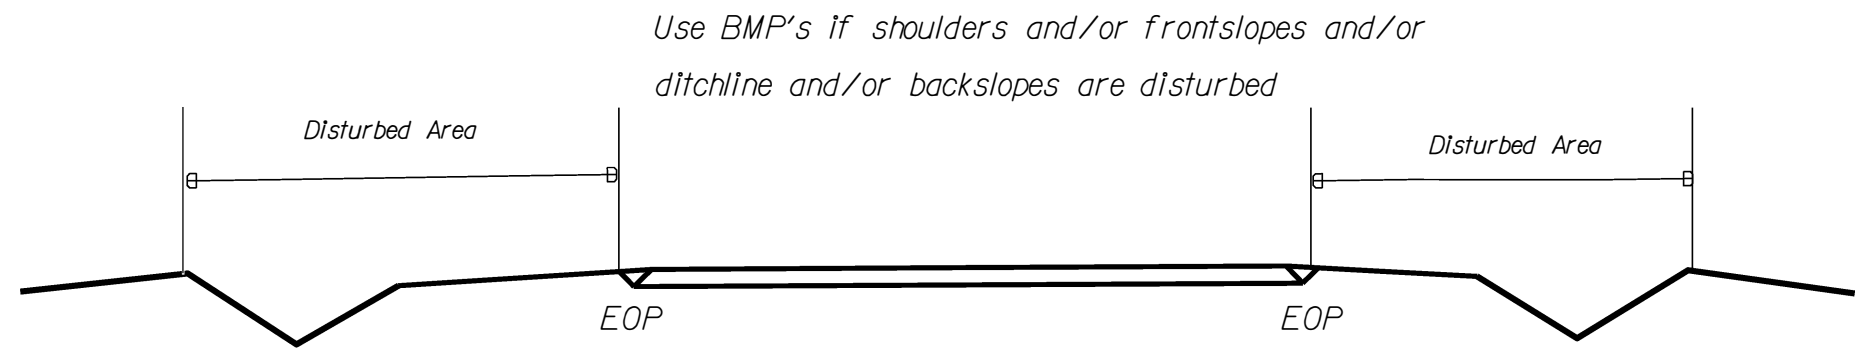 Use BMP's if shoulders and/or frontslopes and/or
ditchline and/or backslopes are disturbed
Disturbed Area
Disturbed Area
EOP
EOP